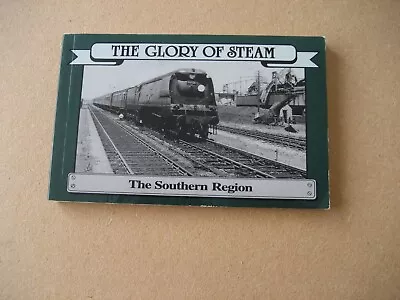 THE GLORY OF STEAM
The Southern Region